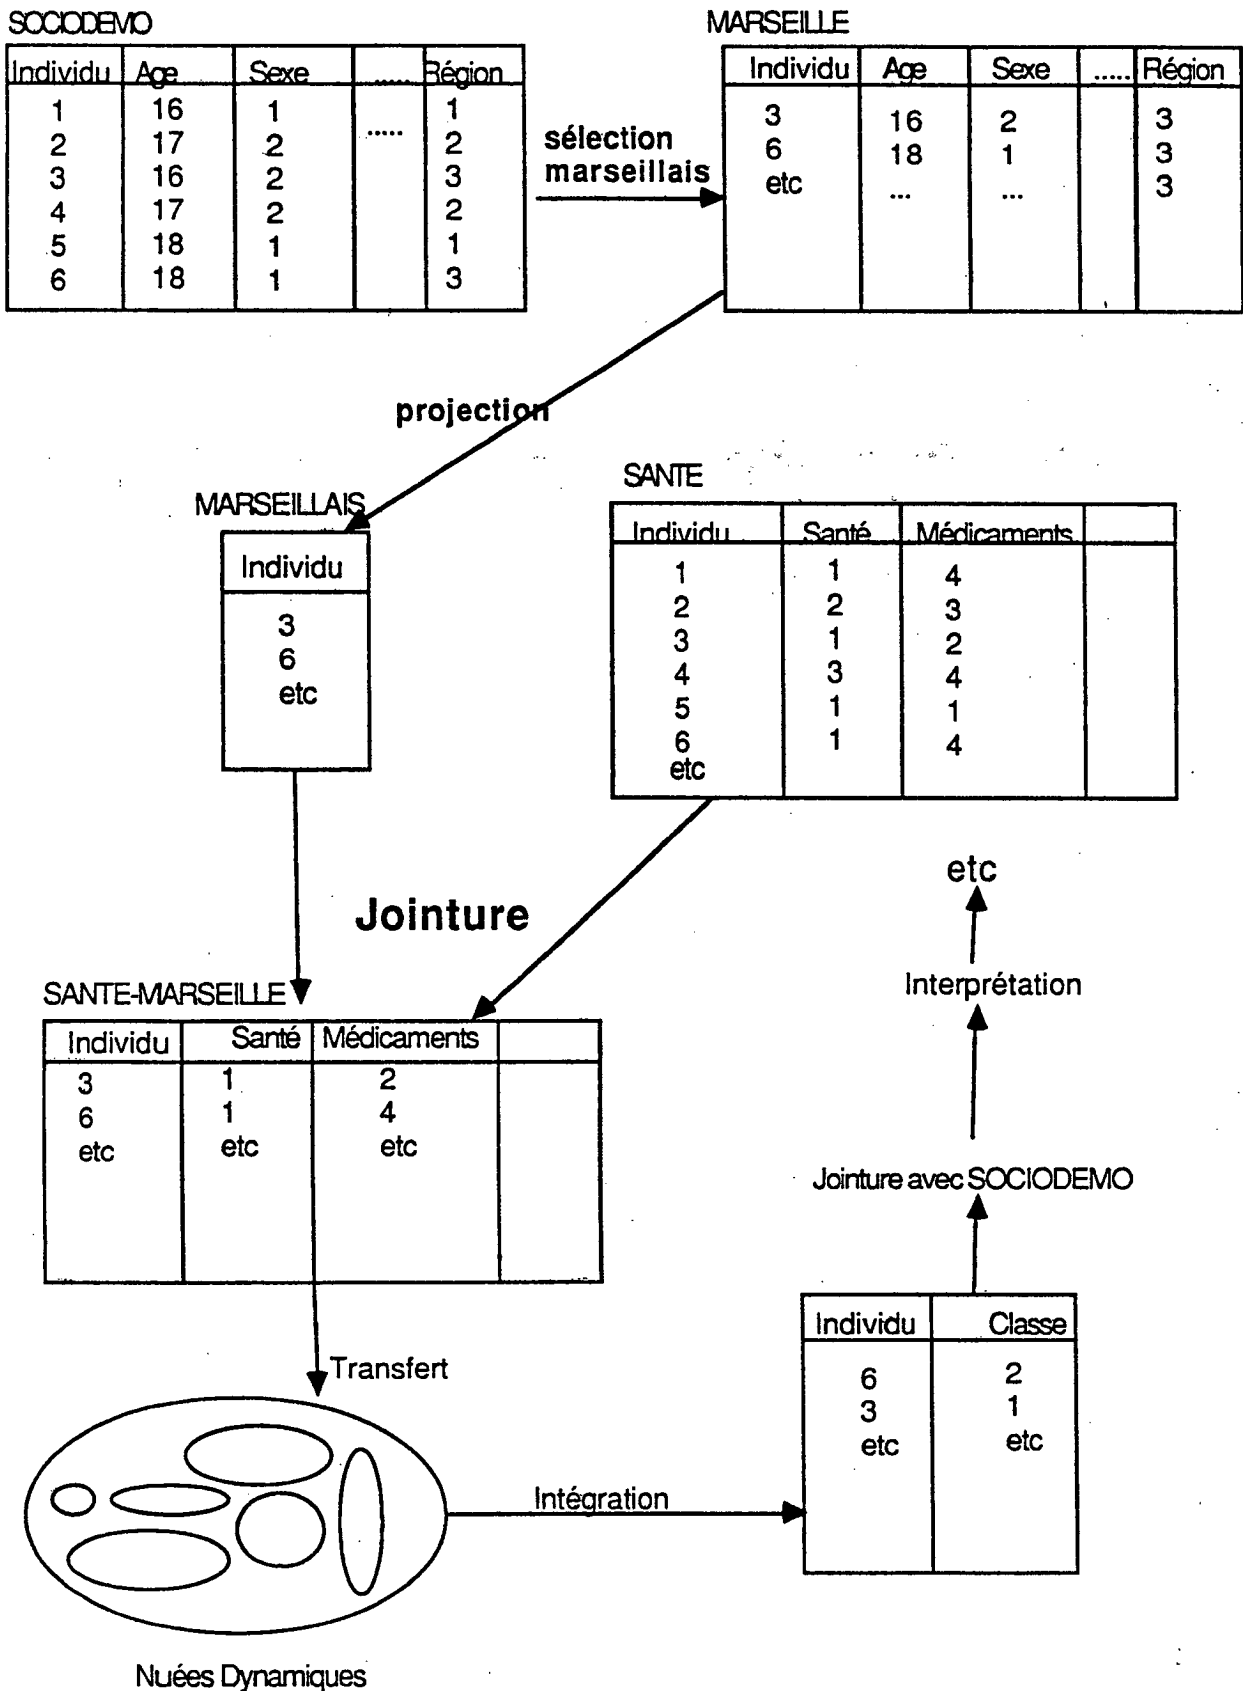 SOCIODEMO
Individu Age Sexe ..... Région
1 16 1 1
2 17 2 ..... 2
3 16 2 3
4 17 2 2
5 18 1 1
6 18 1 3
sélection
marseillais
MARSEILLE
Individu Age Sexe ..... Région
3 16 2 3
6 18 1 3
etc ... ... 3
projection
MARSEILLAIS
Individu
3
6
etc
SANTE
Individu Santé Médicaments
1 1 4
2 2 3
3 1 2
4 3 4
5 1 1
6 1 4
etc
Jointure
SANTE-MARSEILLE
Individu Santé Médicaments
3 1 2
6 1 4
etc etc etc
Transfert
Nuées Dynamiques
Intégration
Individu Classe
6 2
3 1
etc etc
Jointure avec SOCIODEMO
Interprétation
etc